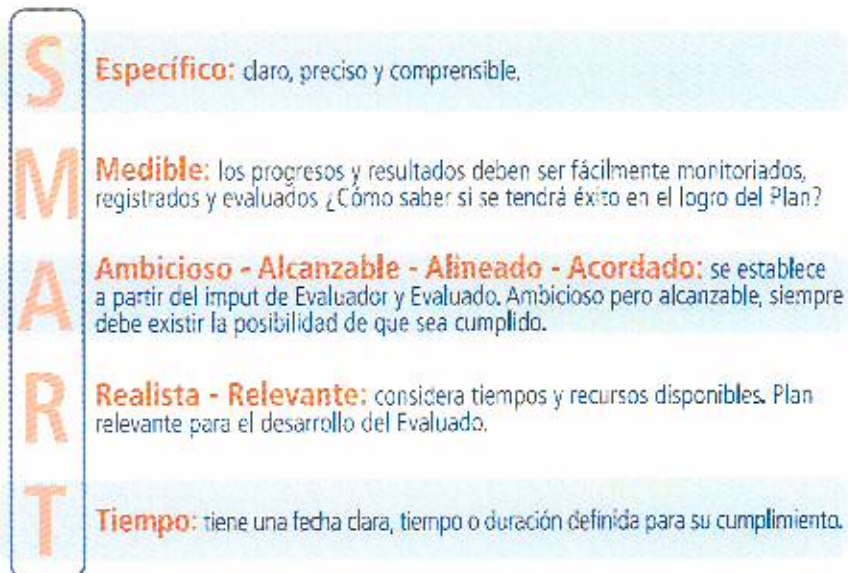 S
Específico: claro, preciso y comprensible.
M
Medible: los progresos y resultados deben ser fácilmente monitoriados,
registrados y evaluados ¿Cómo saber si se tendrá éxito en el logro del Plan?
A
Ambicioso - Alcanzable - Alineado - Acordado: se establece
a partir del imput de Evaluador y Evaluado. Ambicioso pero alcanzable, siempre
debe existir la posibilidad de que sea cumplido.
R
Realista - Relevante: considera tiempos y recursos disponibles. Plan
relevante para el desarrollo del Evaluado.
T
Tiempo: tiene una fecha clara, tiempo o duración definida para su cumplimiento.